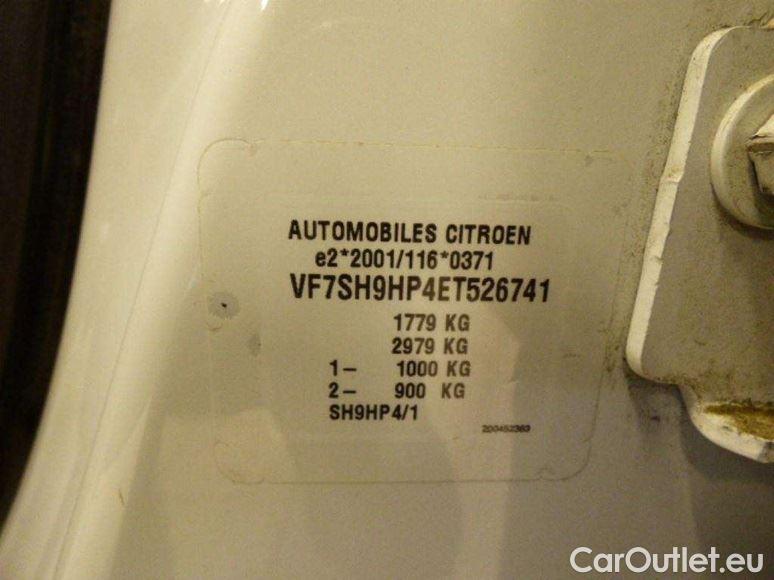 AUTOMOBILES CITROEN
e2*2001/116*0371
VF7SH9HP4ET526741
1779 KG
2979 KG
1- 1000 KG
2- 900 KG
SH9HP4/1
200452363
CarOutlet.eu